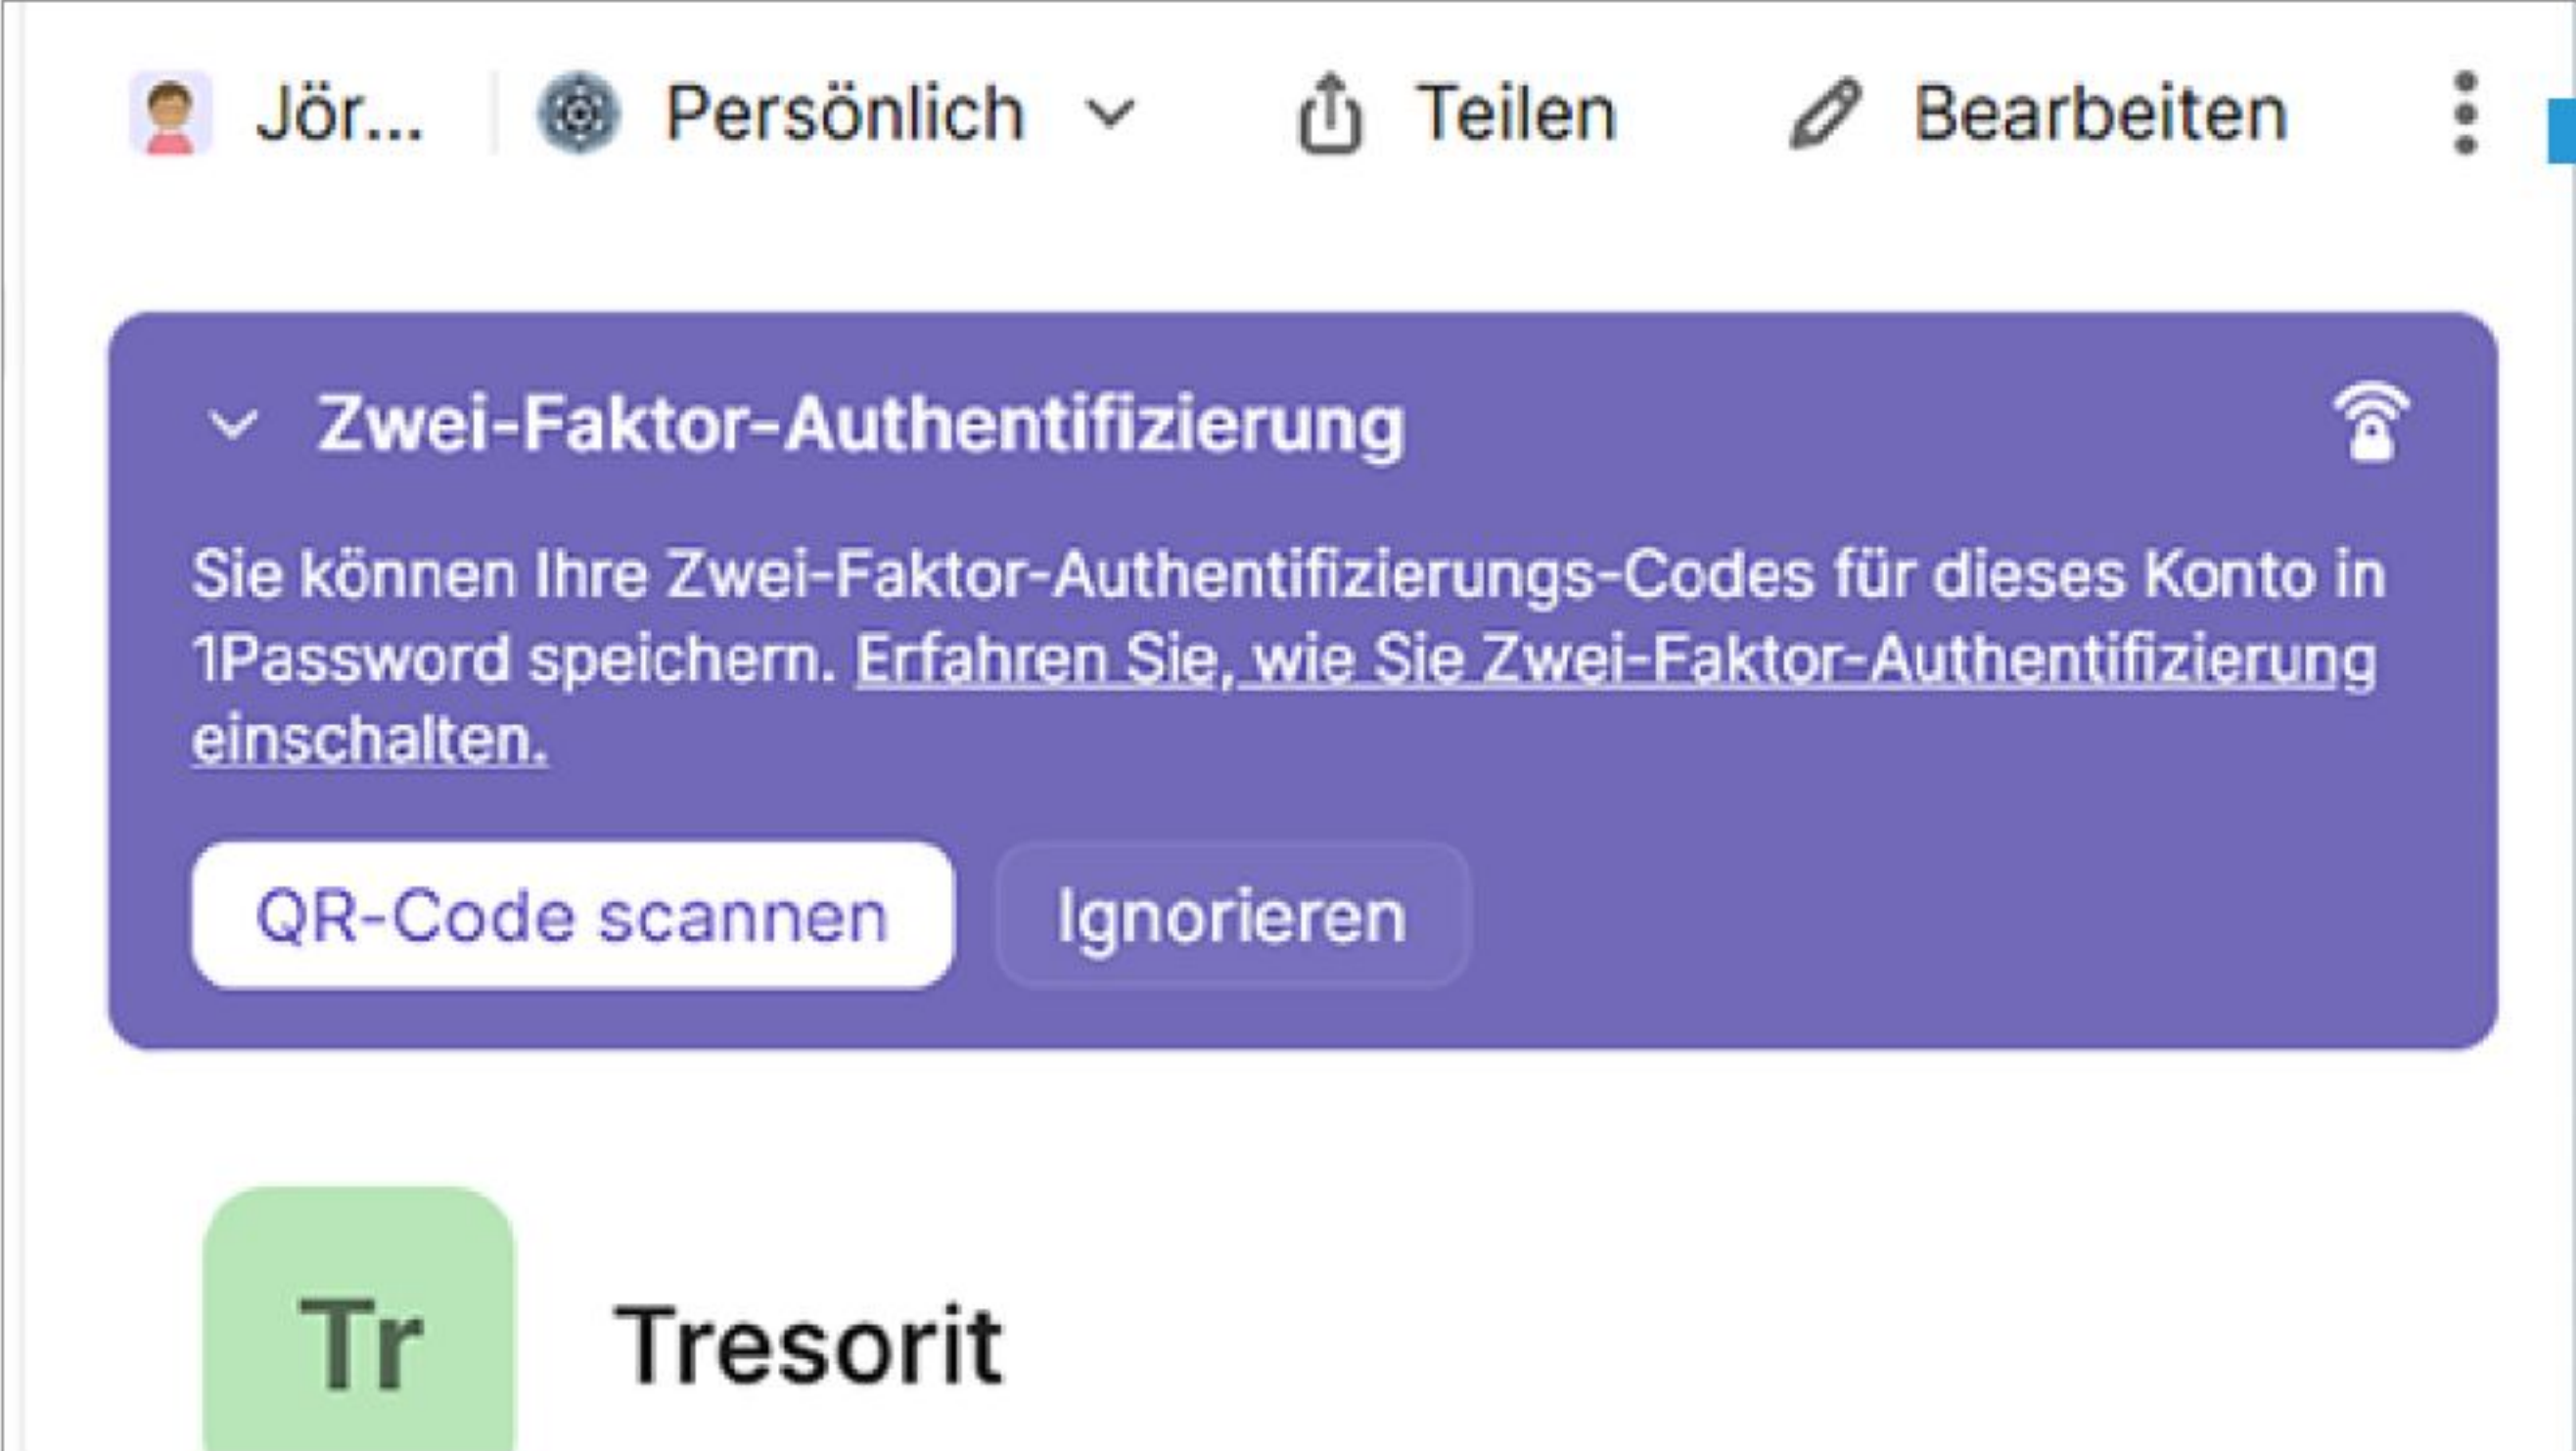 Jör... Persönlich Teilen Bearbeiten
Zwei-Faktor-Authentifizierung
Sie können Ihre Zwei-Faktor-Authentifizierungs-Codes für dieses Konto in
1Password speichern. Erfahren Sie, wie Sie Zwei-Faktor-Authentifizierung
einschalten.
QR-Code scannen Ignorieren
Tr Tresorit